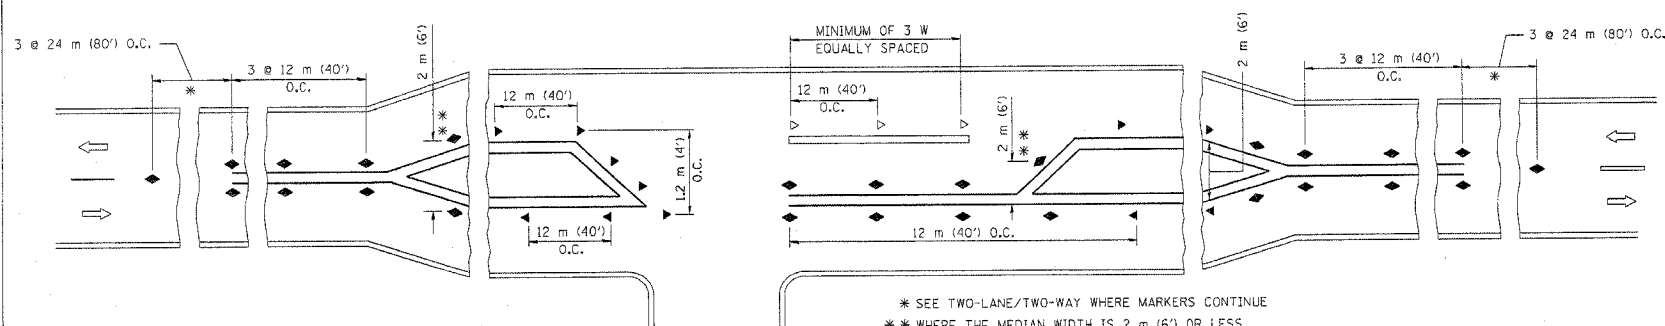 3 @ 24 m (80') O.C.
3 @ 12 m (40')
O.C.
*
2 m (6')
* *
12 m (40')
O.C.
1.2 m (4')
O.C.
12 m (40')
O.C.
MINIMUM OF 3 W
EQUALLY SPACED
12 m (40')
O.C.
2 m (6')
* *
12 m (40') O.C.
2 m (6')
3 @ 12 m (40')
O.C.
*
3 @ 24 m (80') O.C.
* SEE TWO-LANE/TWO-WAY WHERE MARKERS CONTINUE
* * WHERE THE MEDIAN WIDTH IS 2 m (6') OR LESS